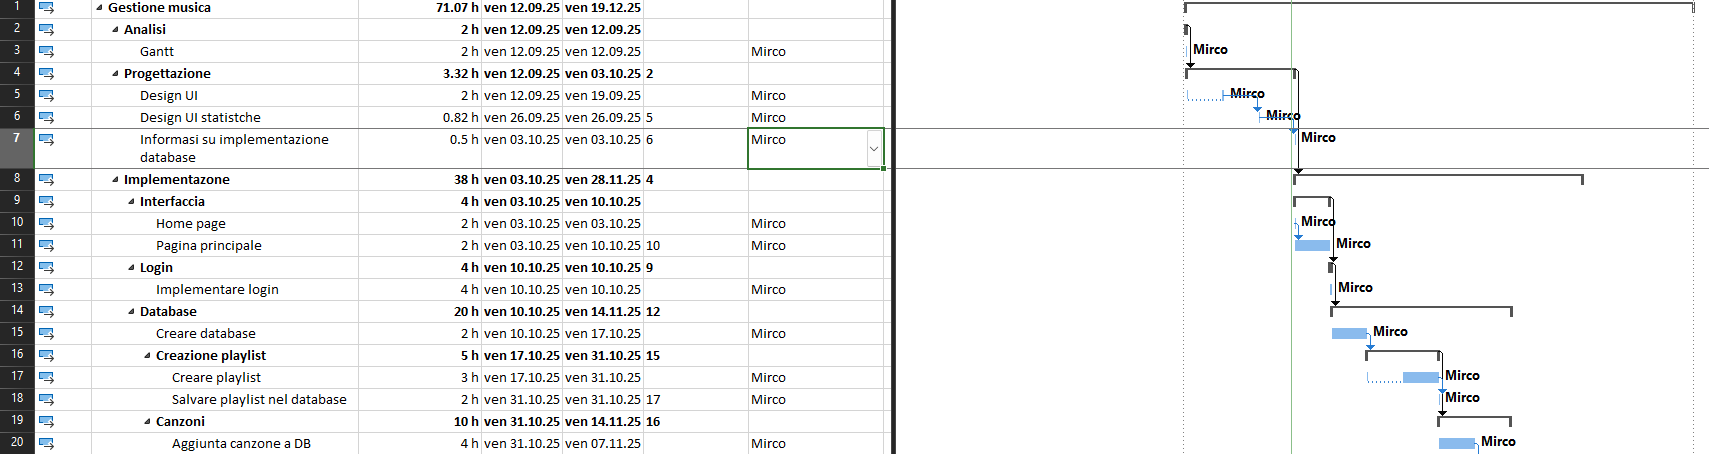 1 Gestione musica 71.07 h ven 12.09.25 ven 19.12.25
2 Analisi 2 h ven 12.09.25 ven 12.09.25
3 Gantt 2 h ven 12.09.25 ven 12.09.25 Mirco Mirco
4 Progettazione 3.32 h ven 12.09.25 ven 03.10.25 2
5 Design UI 2 h ven 12.09.25 ven 19.09.25 Mirco Mirco
6 Design UI statistche 0.82 h ven 26.09.25 ven 26.09.25 5 Mirco Mirco
7 Informasi su implementazione 0.5 h ven 03.10.25 ven 03.10.25 6 Mirco Mirco
database
8 Implementazone 38 h ven 03.10.25 ven 28.11.25 4
9 Interfaccia 4 h ven 03.10.25 ven 10.10.25
10 Home page 2 h ven 03.10.25 ven 03.10.25 Mirco Mirco
11 Pagina principale 2 h ven 03.10.25 ven 10.10.25 10 Mirco Mirco
12 Login 4 h ven 10.10.25 ven 10.10.25 9
13 Implementare login 4 h ven 10.10.25 ven 10.10.25 Mirco Mirco
14 Database 20 h ven 10.10.25 ven 14.11.25 12
15 Creare database 2 h ven 10.10.25 ven 17.10.25 Mirco Mirco
16 Creazione playlist 5 h ven 17.10.25 ven 31.10.25 15
17 Creare playlist 3 h ven 17.10.25 ven 31.10.25 Mirco Mirco
18 Salvare playlist nel database 2 h ven 31.10.25 ven 31.10.25 17 Mirco Mirco
19 Canzoni 10 h ven 31.10.25 ven 14.11.25 16
20 Aggiunta canzone a DB 4 h ven 31.10.25 ven 07.11.25 Mirco Mirco